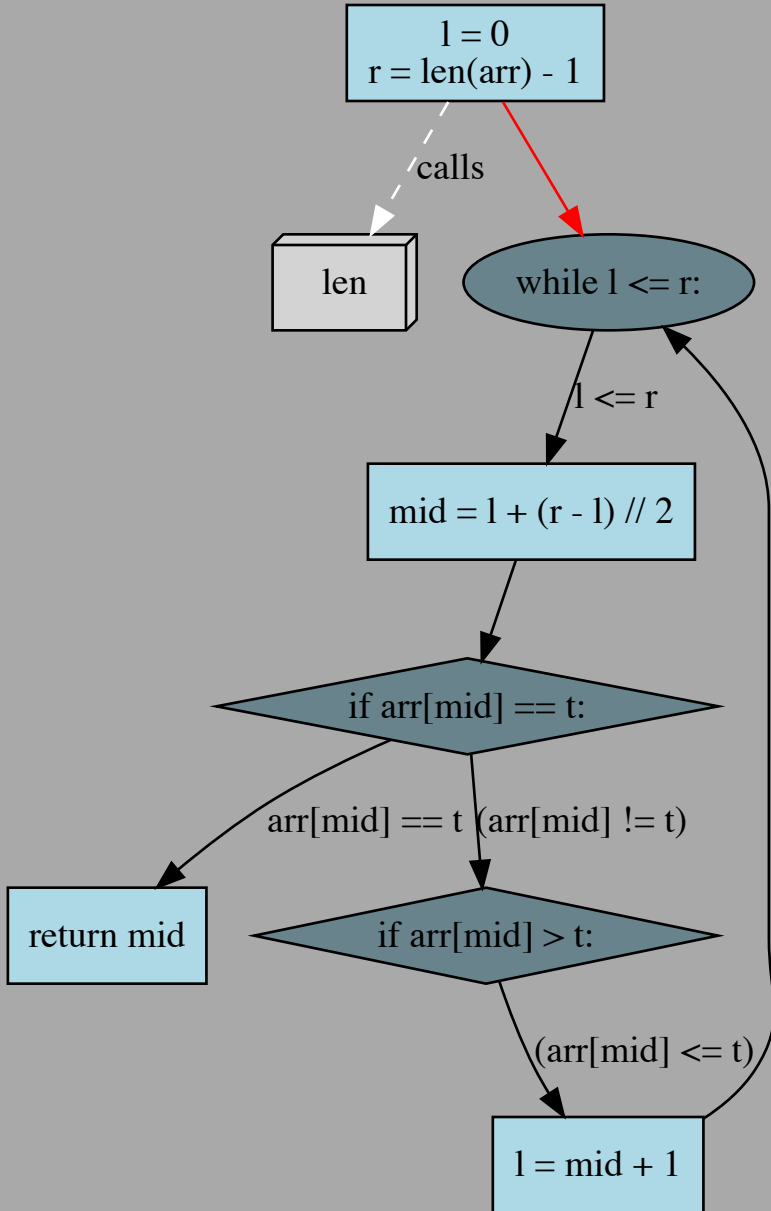 l = 0
r = len(arr) - 1
calls
len
while l <= r:
l <= r
mid = l + (r - l) // 2
if arr[mid] == t:
arr[mid] == t
(arr[mid] != t)
return mid
if arr[mid] > t:
(arr[mid] <= t)
l = mid + 1